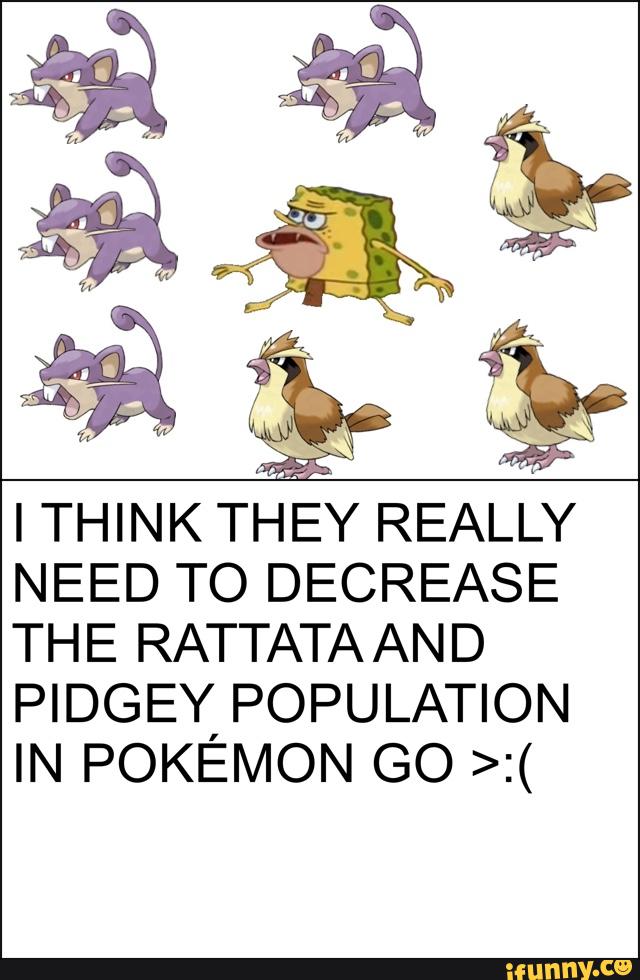 I THINK THEY REALLY
NEED TO DECREASE
THE RATTATA AND
PIDGEY POPULATION
IN POKÉMON GO >:(
ifunny.co